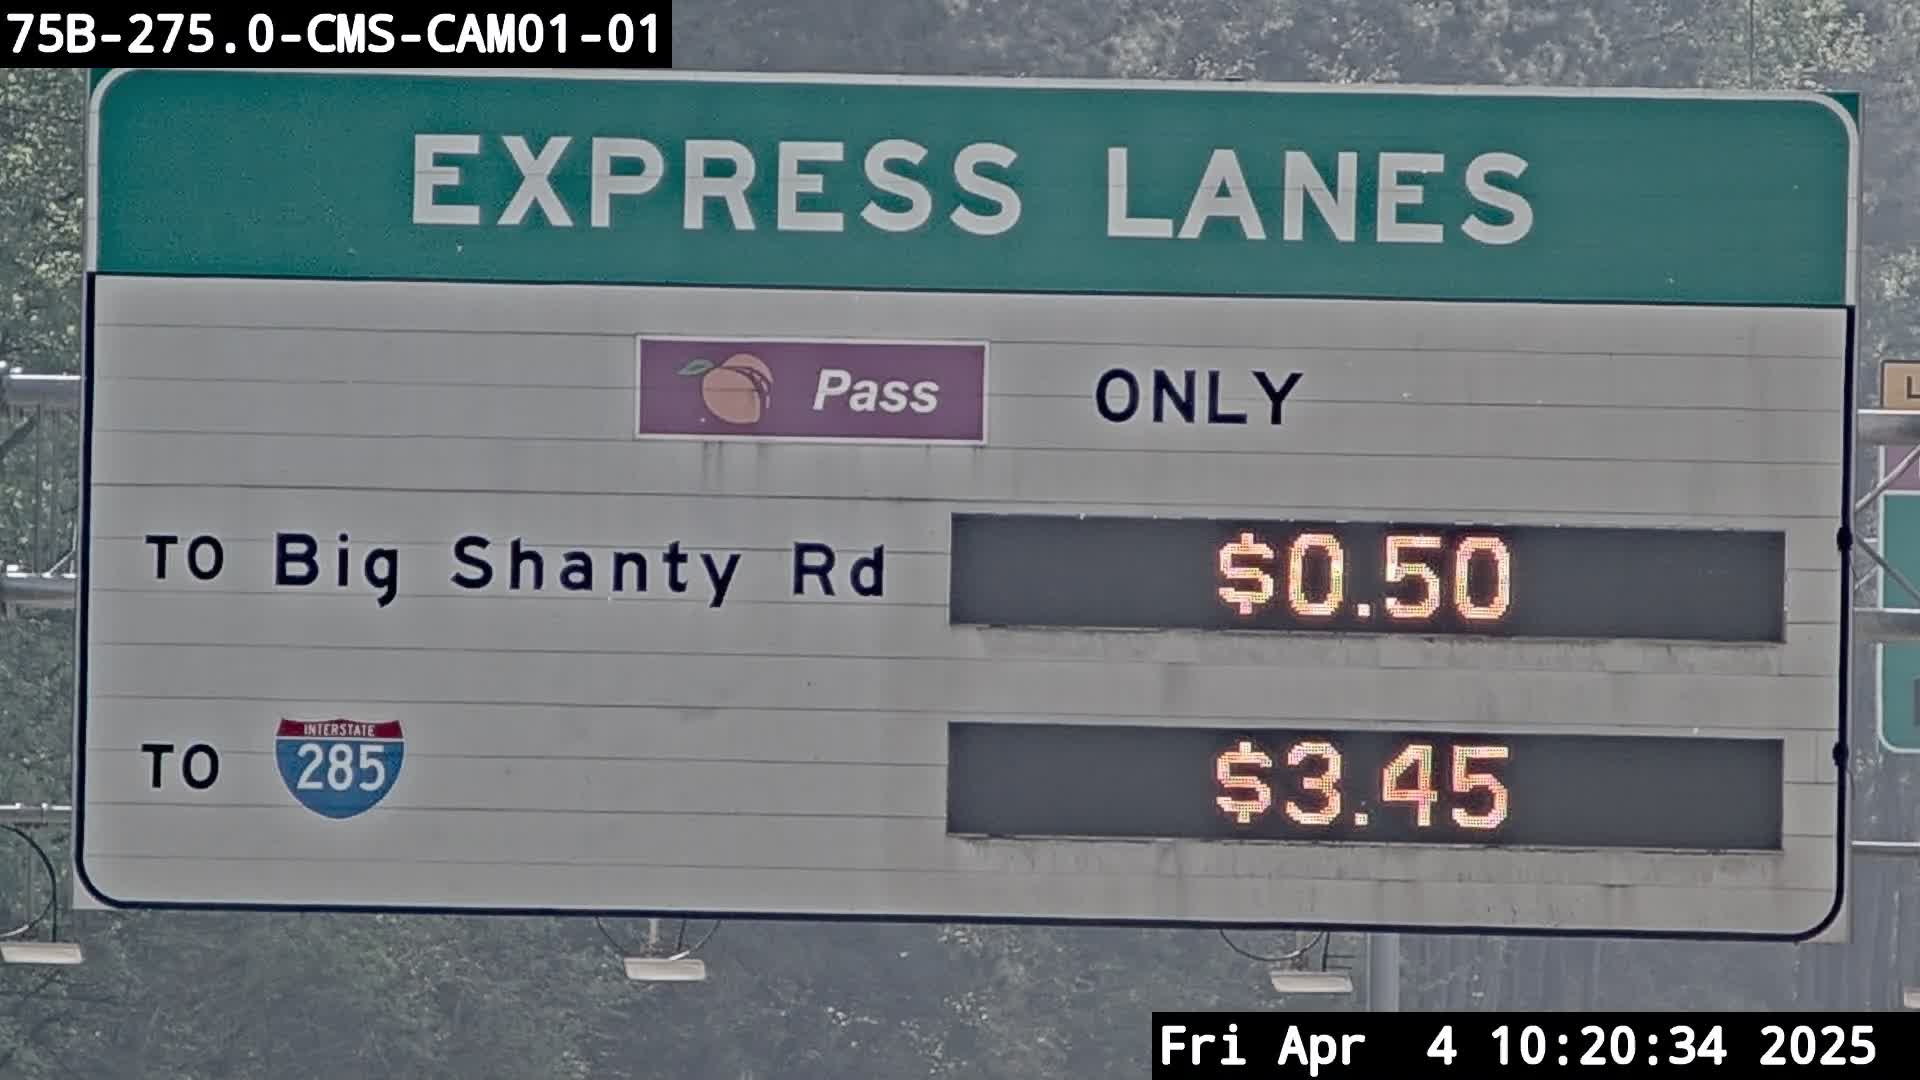 75B-275.0-CMS-CAM01-01
EXPRESS LANES
Pass ONLY
TO Big Shanty Rd $0.50
TO INTERSTATE 285 $3.45
Fri Apr 4 10:20:34 2025